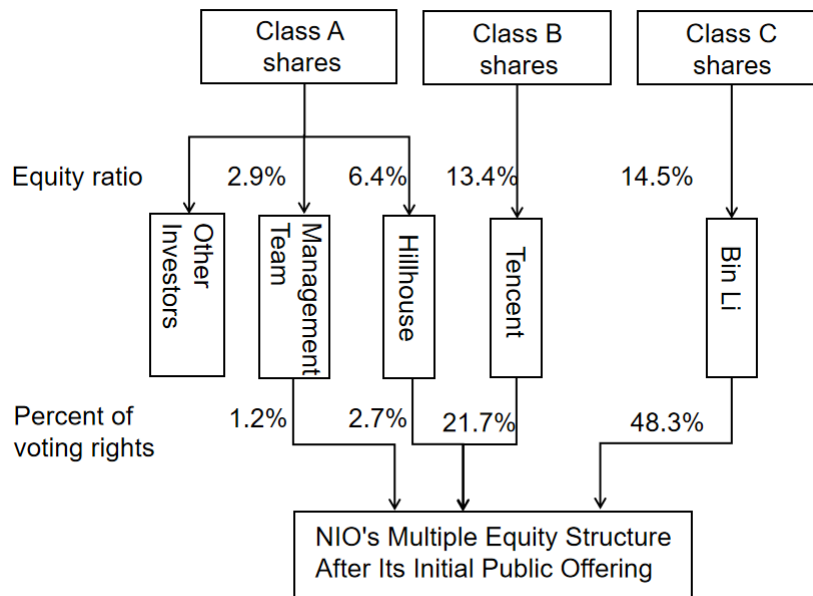 Class A
shares
Class B
shares
Class C
shares
Equity ratio
2.9%
6.4%
13.4%
14.5%
Other
Investors
Management
Team
Hillhouse
Tencent
Bin Li
Percent of
voting rights
1.2%
2.7%
21.7%
48.3%
NIO's Multiple Equity Structure
After Its Initial Public Offering